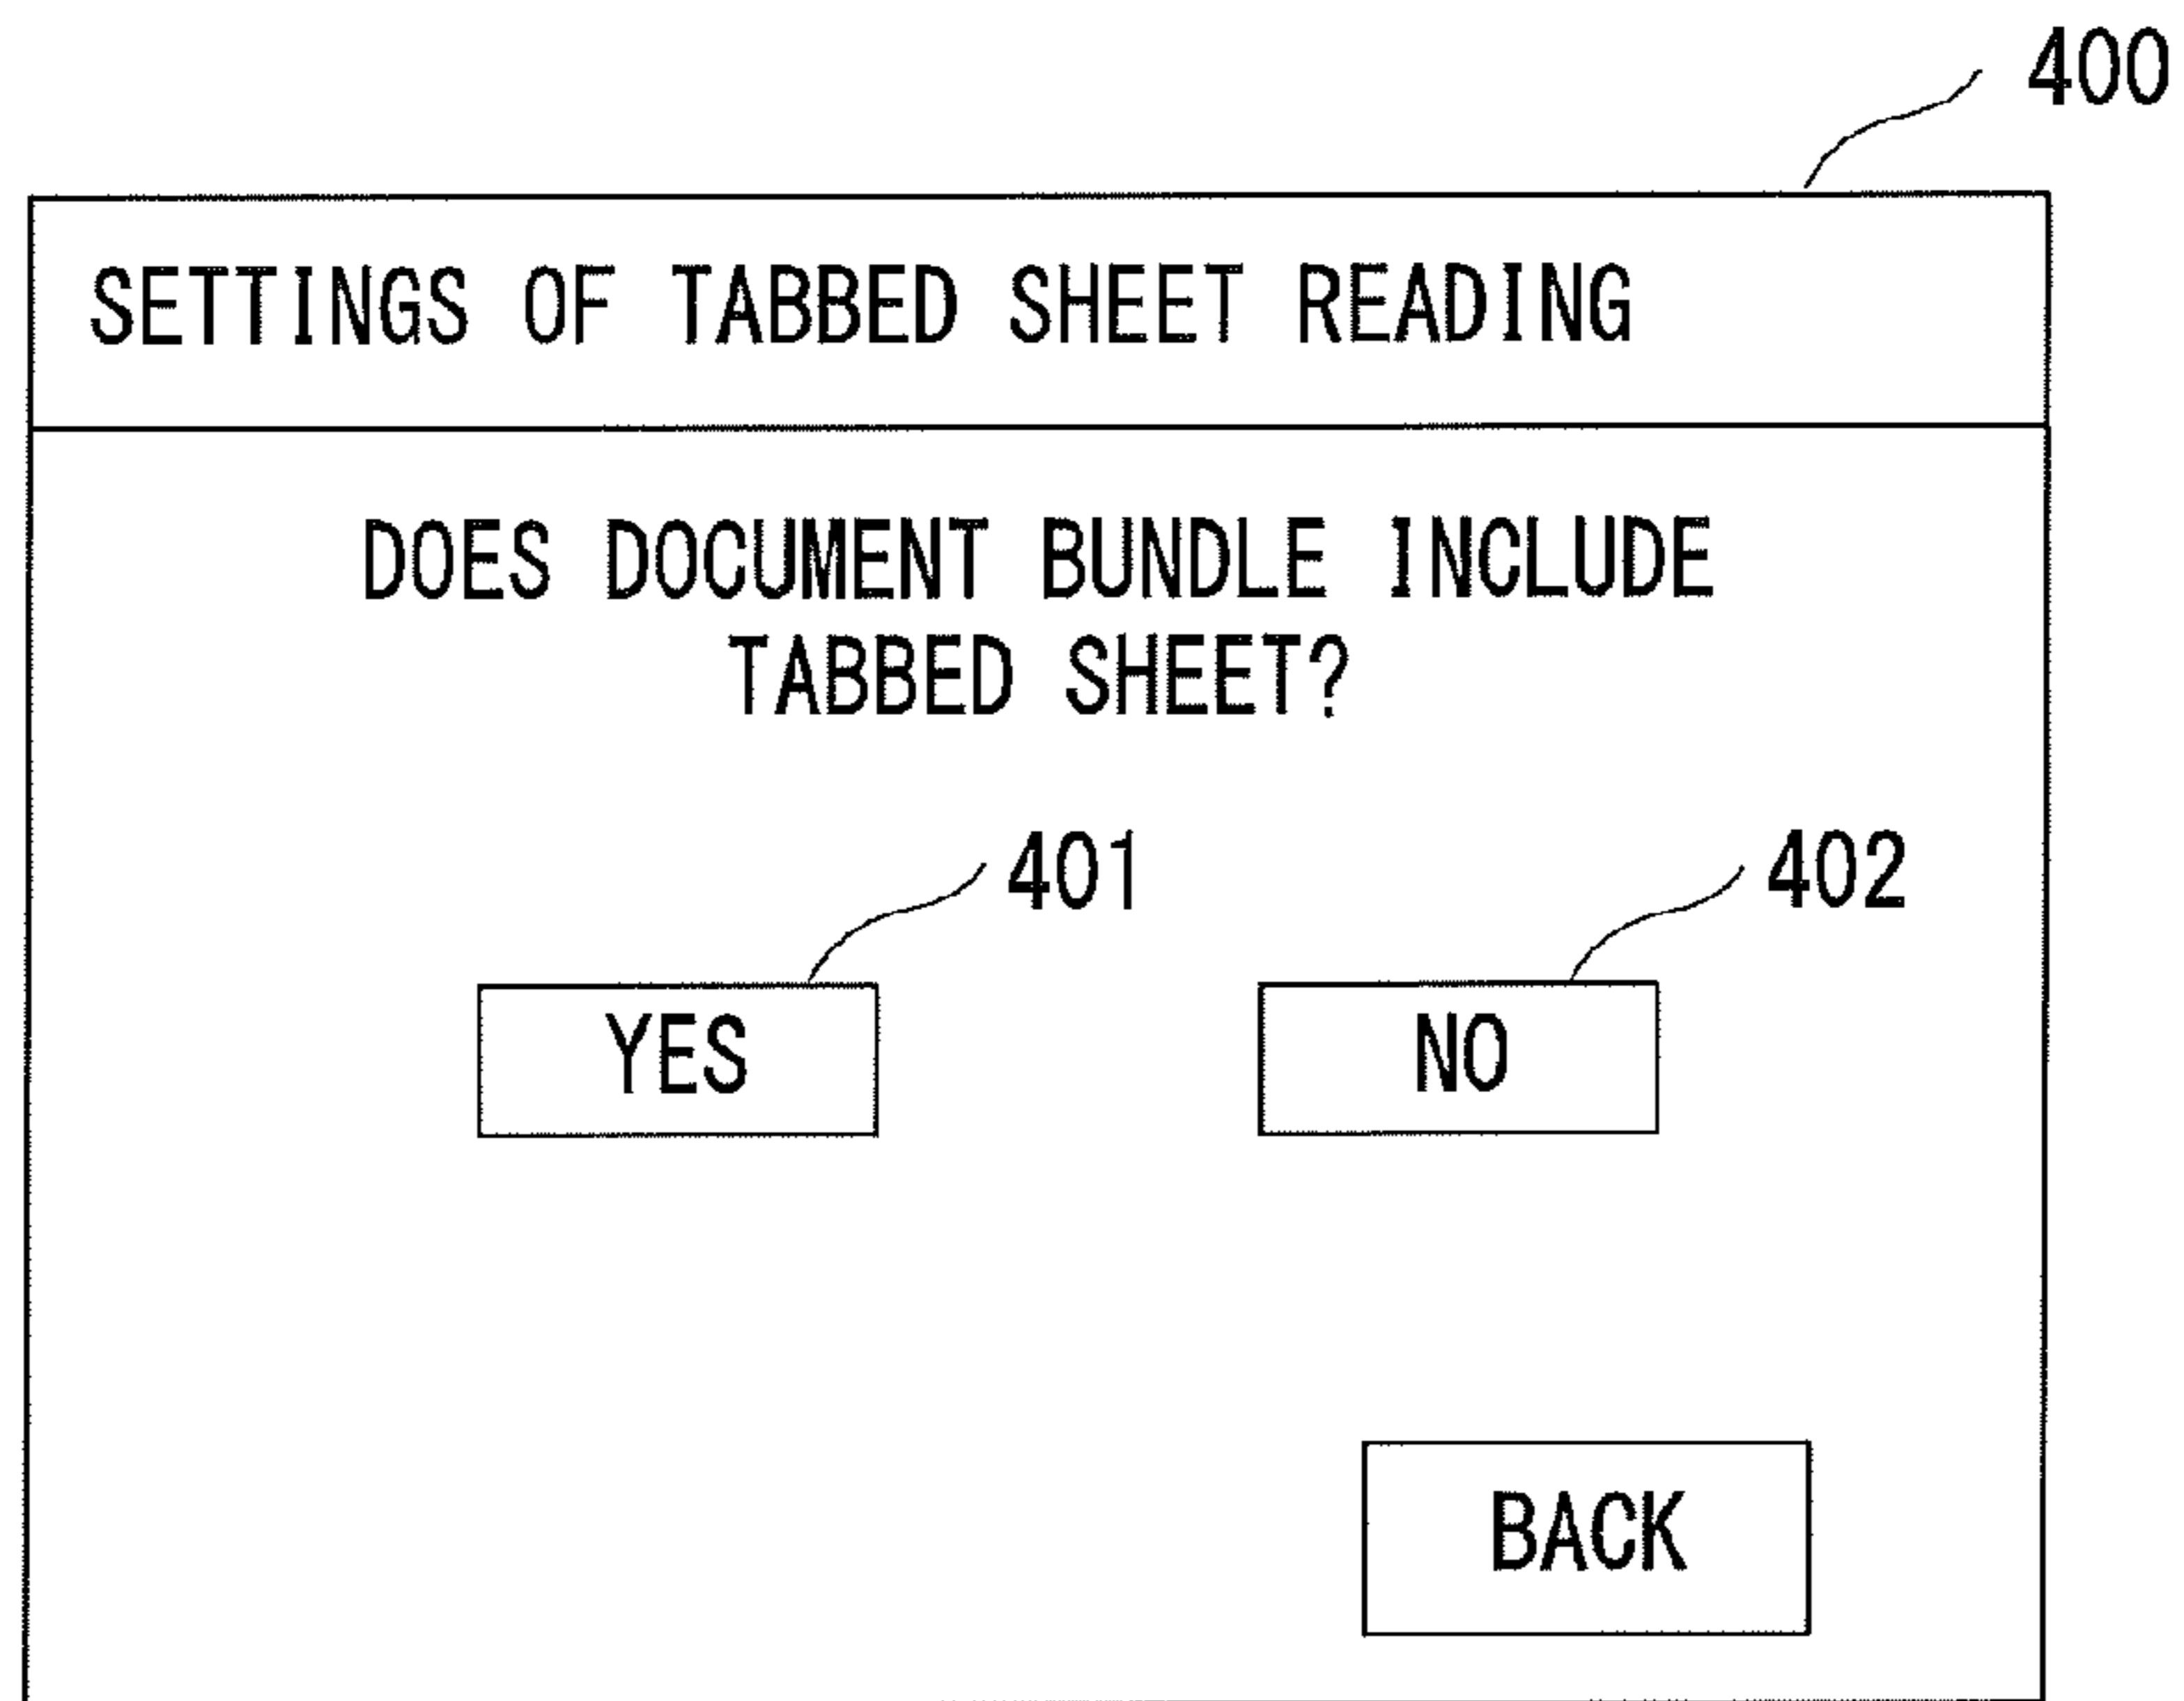 400
SETTINGS OF TABBED SHEET READING
DOES DOCUMENT BUNDLE INCLUDE
TABBED SHEET?
401
402
YES
NO
BACK